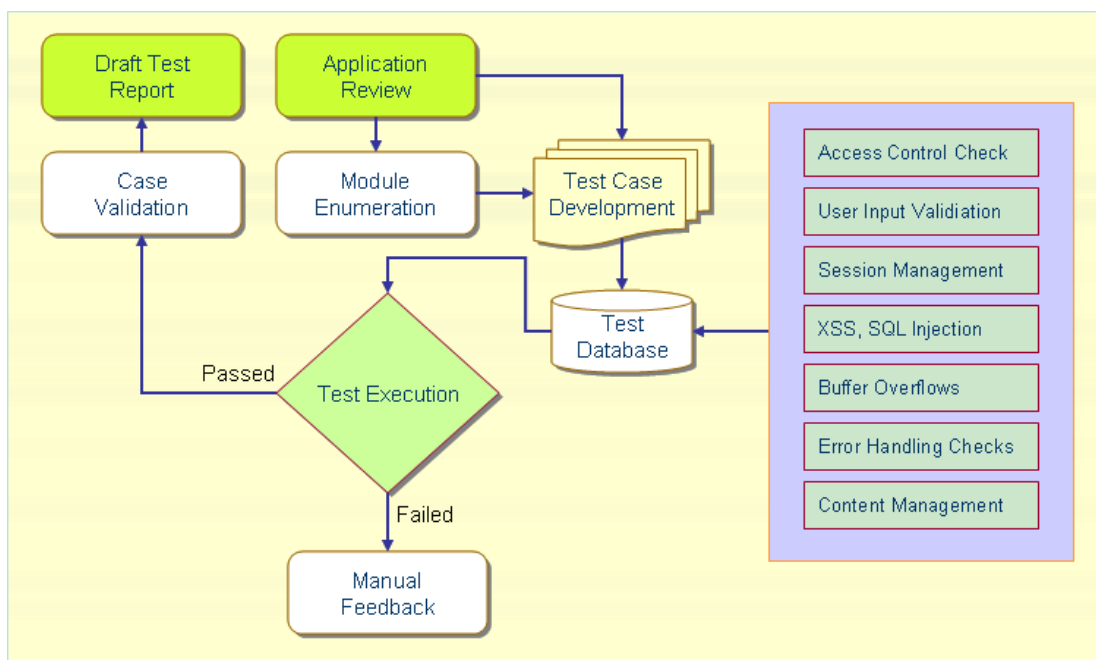 Draft Test
Report
Application
Review
Case
Validation
Module
Enumeration
Test Case
Development
Test
Database
Passed
Test Execution
Failed
Manual
Feedback
Access Control Check
User Input Validiation
Session Management
XSS, SQL Injection
Buffer Overflows
Error Handling Checks
Content Management